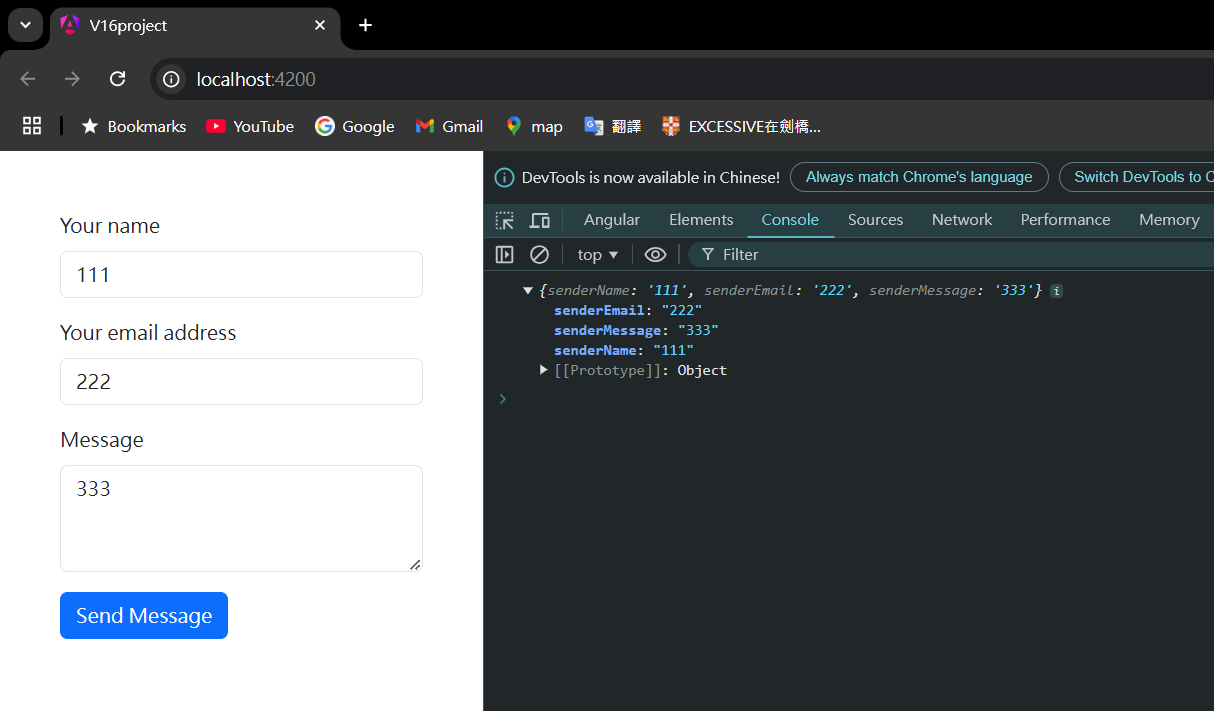 V16project
localhost:4200
Bookmarks YouTube Google Gmail map 翻譯 EXCESSIVE在劍橋...
DevTools is now available in Chinese! Always match Chrome's language Switch DevTools to C
Angular Elements Console Sources Network Performance Memory
top Filter
Your name
111
Your email address
222
Message
333
Send Message
{senderName: '111', senderEmail: '222', senderMessage: '333'} i
senderEmail: "222"
senderMessage: "333"
senderName: "111"
[[Prototype]]: Object